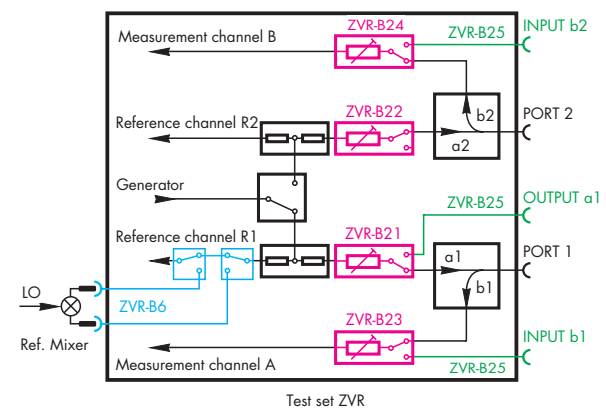 ZVR-B24
INPUT b2
Measurement channel B
ZVR-B25
Reference channel R2
ZVR-B22
b2
PORT 2
a2
Generator
ZVR-B25
OUTPUT a1
Reference channel R1
ZVR-B21
a1
PORT 1
b1
LO
ZVR-B6
ZVR-B23
Ref. Mixer
INPUT b1
Measurement channel A
ZVR-B25
Test set ZVR